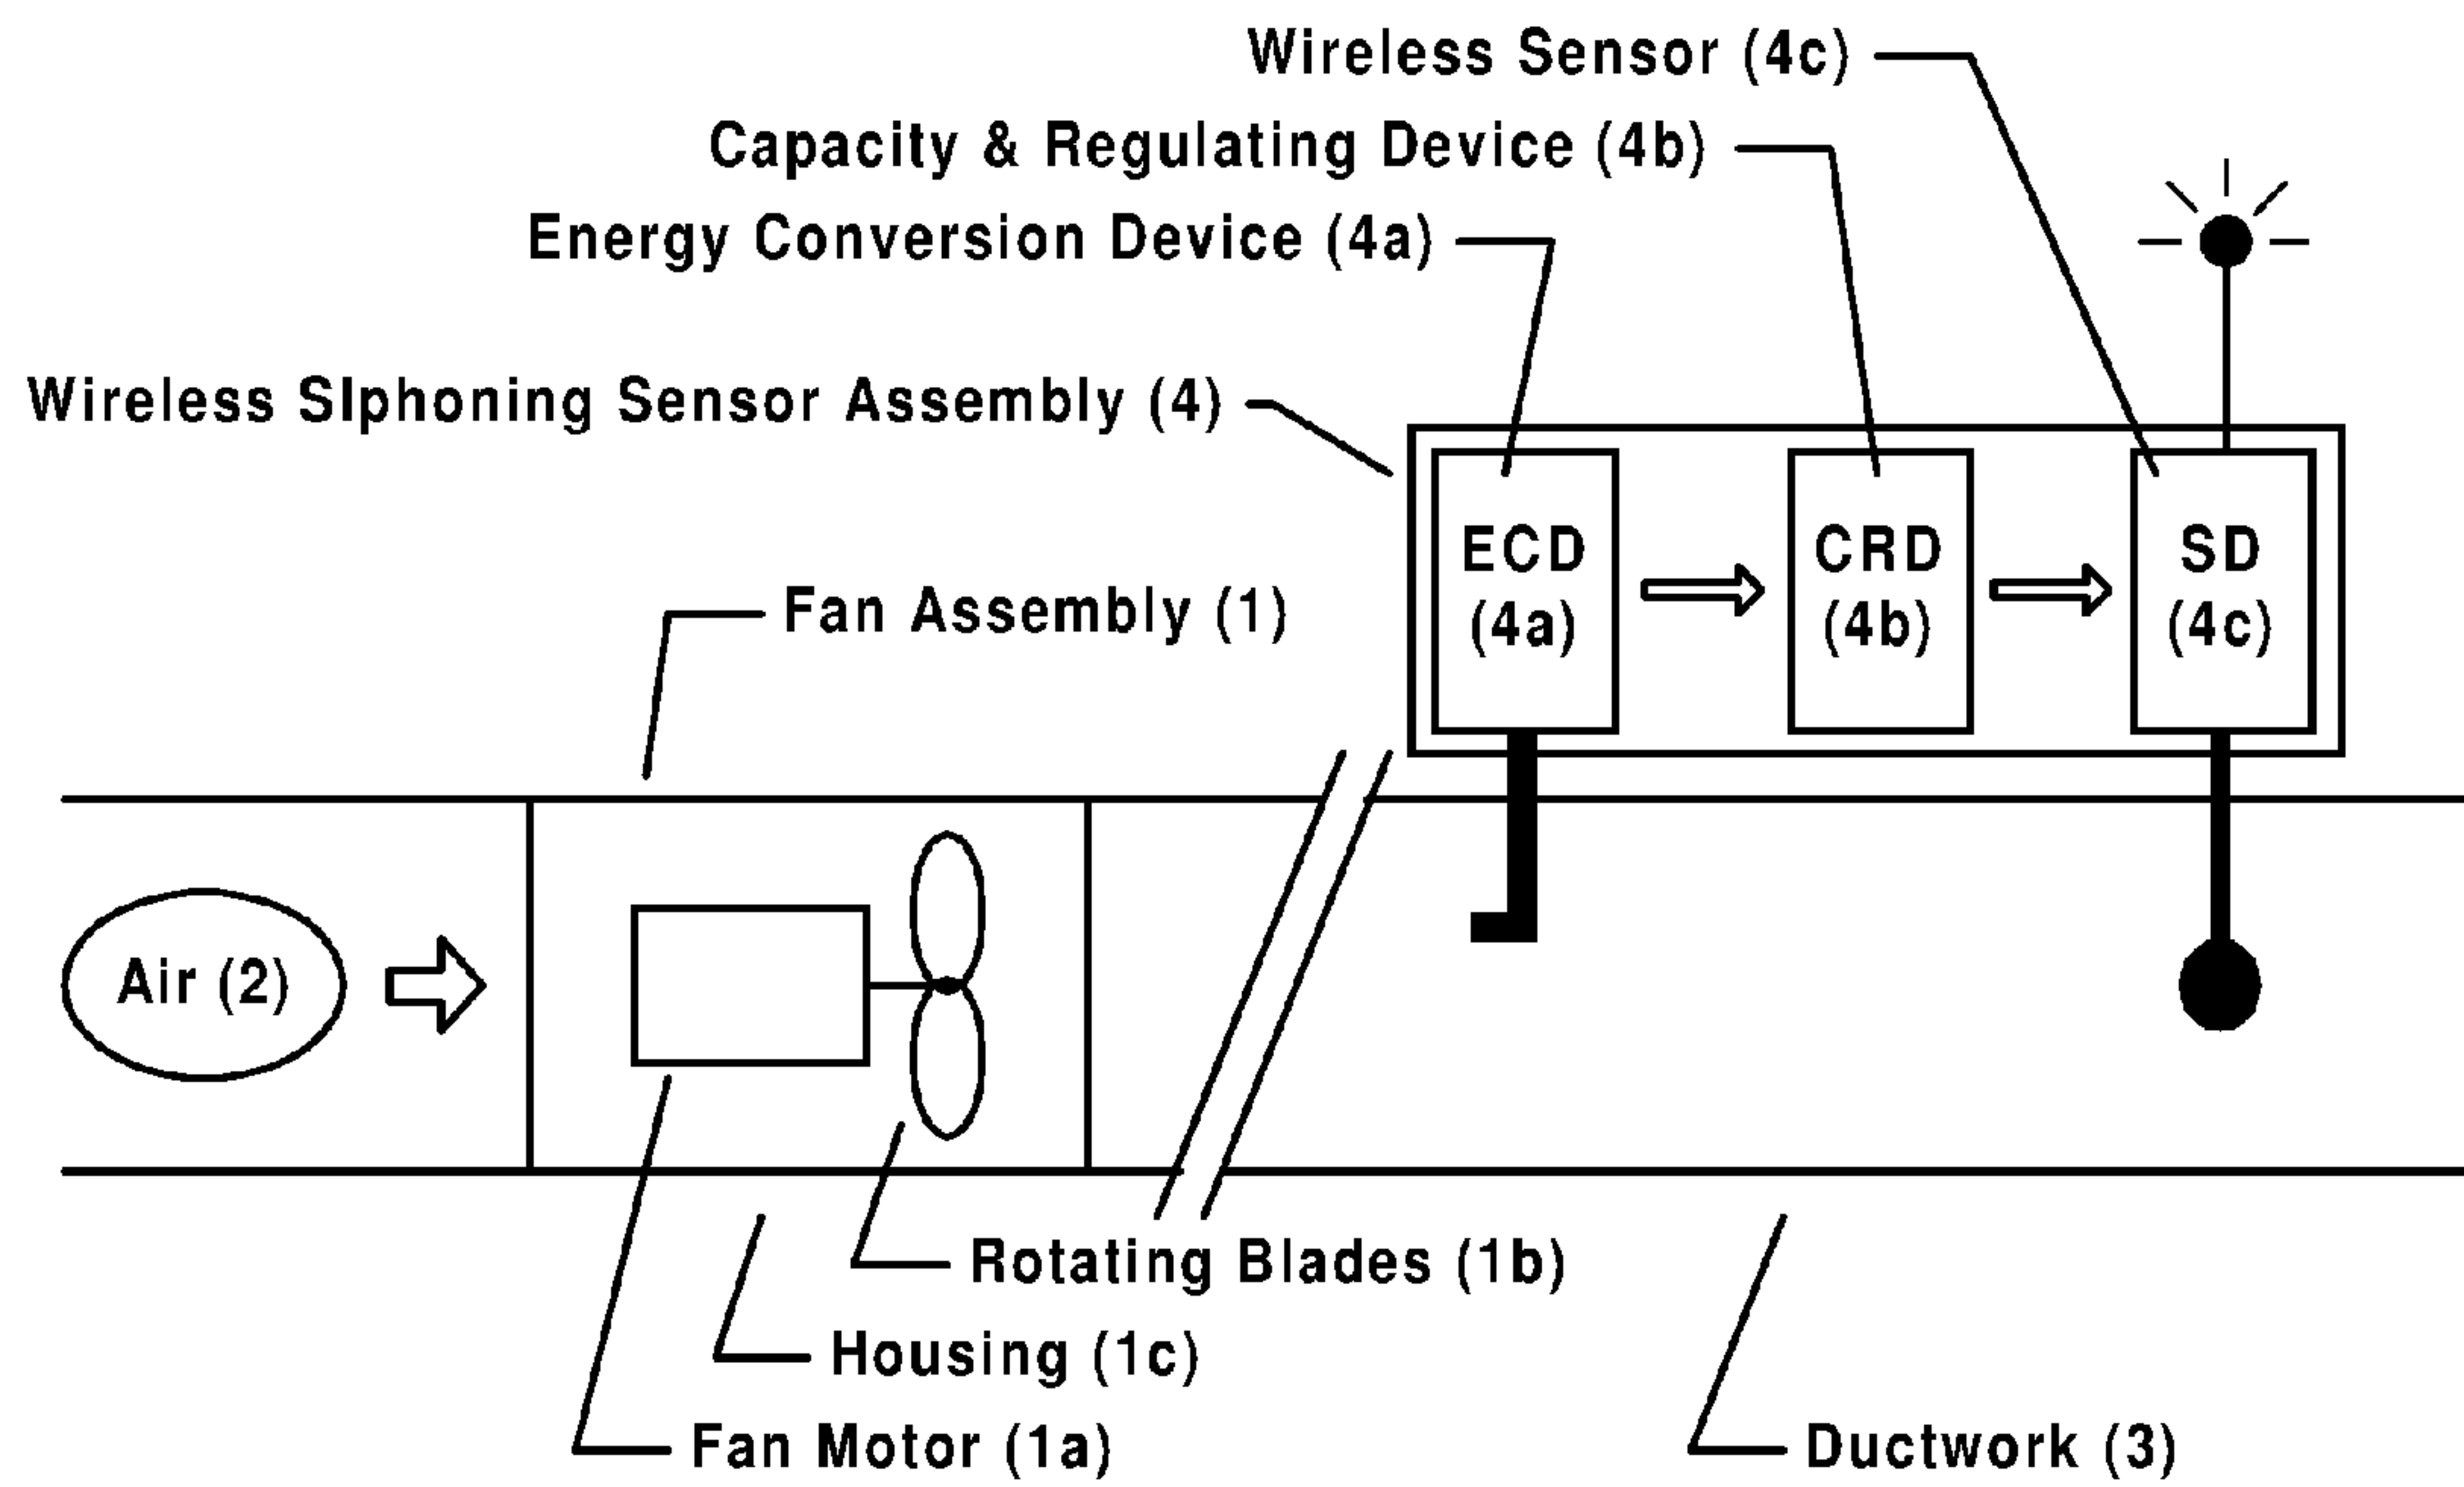 Wireless Sensor (4c)
Capacity & Regulating Device (4b)
Energy Conversion Device (4a)
Wireless SIphoning Sensor Assembly (4)
ECD
(4a)
CRD
(4b)
SD
(4c)
Fan Assembly (1)
Air (2)
Rotating Blades (1b)
Housing (1c)
Fan Motor (1a)
Ductwork (3)